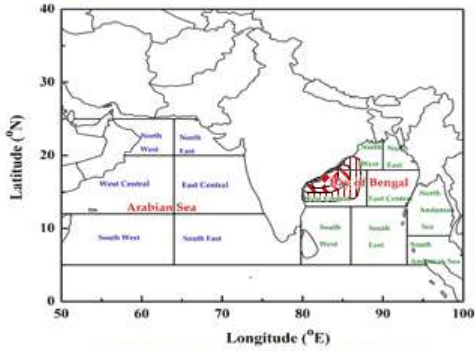 40
30
20
10
0
50
60
70
80
90
100
Latitude (°N)
Longitude (°E)
North West
North East
West Central
East Central
Arabian Sea
South West
South East
North West
North East
of Bengal
East Central
North Andaman Sea
South West
South East
South Andaman Sea